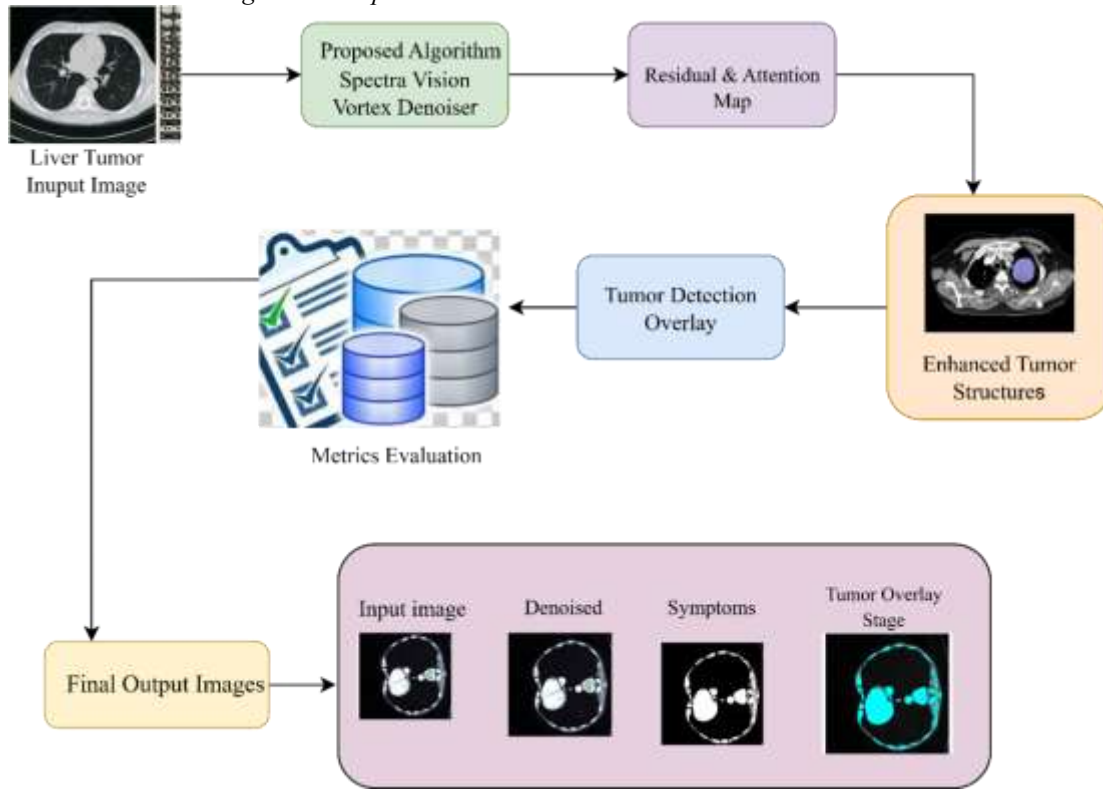 Liver Tumor
Inuput Image
Proposed Algorithm
Spectra Vision
Vortex Denoiser
Residual & Attention
Map
Enhanced Tumor
Structures
Tumor Detection
Overlay
Metrics Evaluation
Final Output Images
Input image
Denoised
Symptoms
Tumor Overlay
Stage